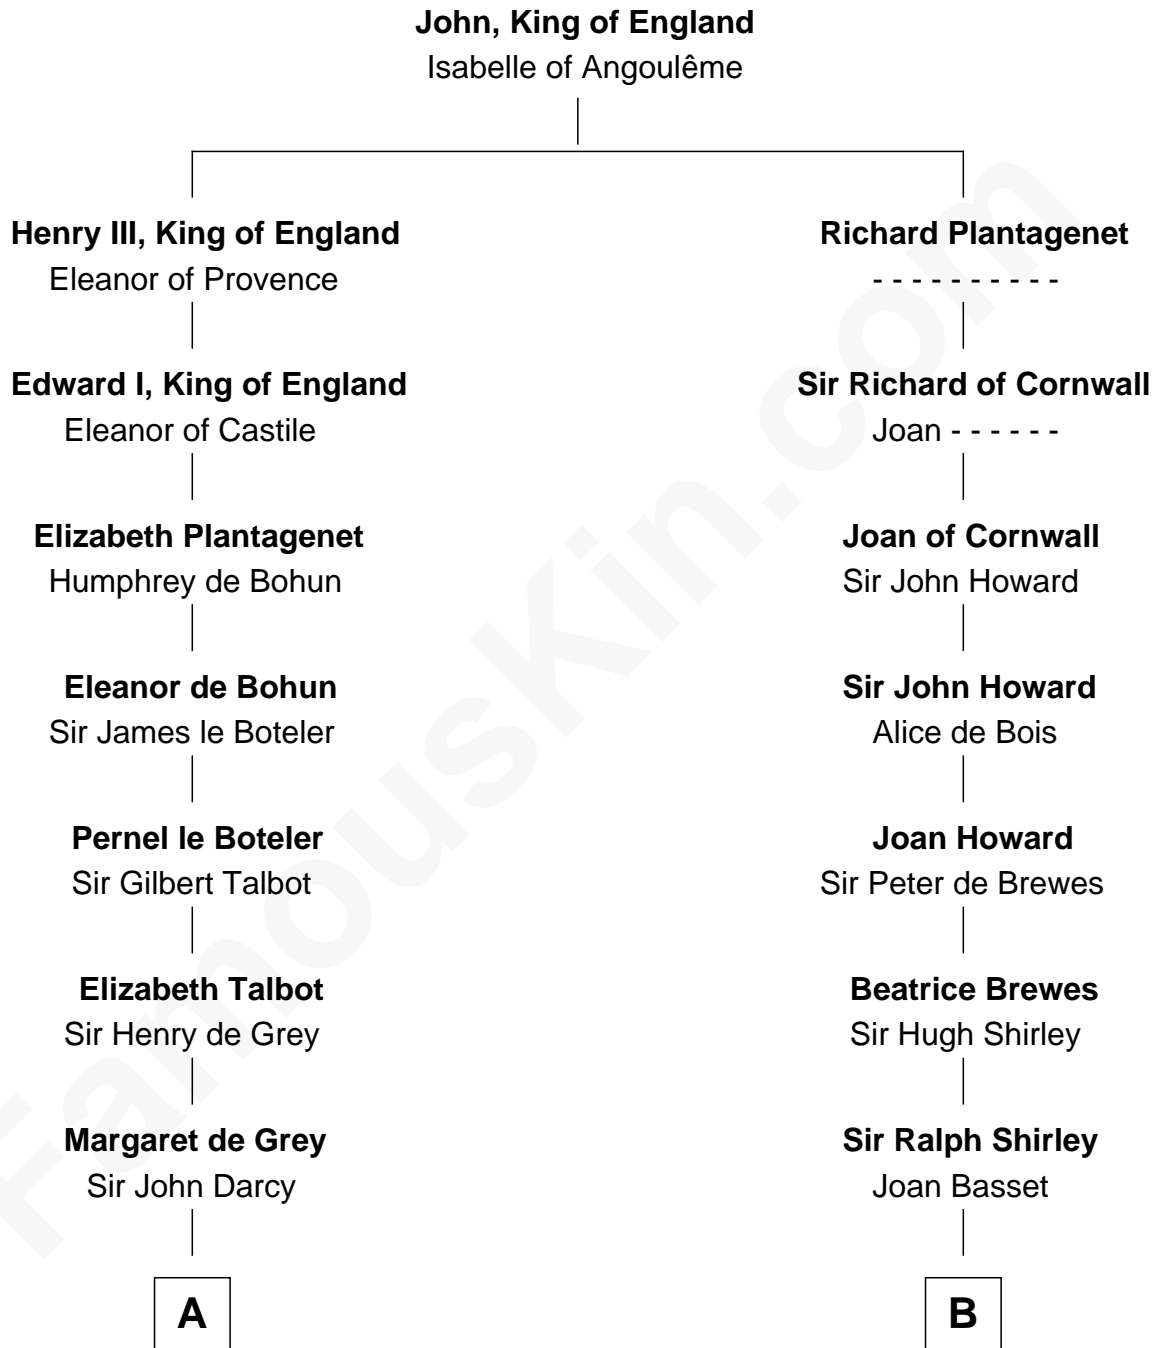 John, King of England
Isabelle of Angoulême
Henry III, King of England
Eleanor of Provence
Edward I, King of England
Eleanor of Castile
Elizabeth Plantagenet
Humphrey de Bohun
Eleanor de Bohun
Sir James le Boteler
Pernel le Boteler
Sir Gilbert Talbot
Elizabeth Talbot
Sir Henry de Grey
Margaret de Grey
Sir John Darcy
A
Richard Plantagenet
- - - - - - - - - -
Sir Richard of Cornwall
Joan - - - - - -
Joan of Cornwall
Sir John Howard
Sir John Howard
Alice de Bois
Joan Howard
Sir Peter de Brewes
Beatrice Brewes
Sir Hugh Shirley
Sir Ralph Shirley
Joan Basset
B
FamousKin.com